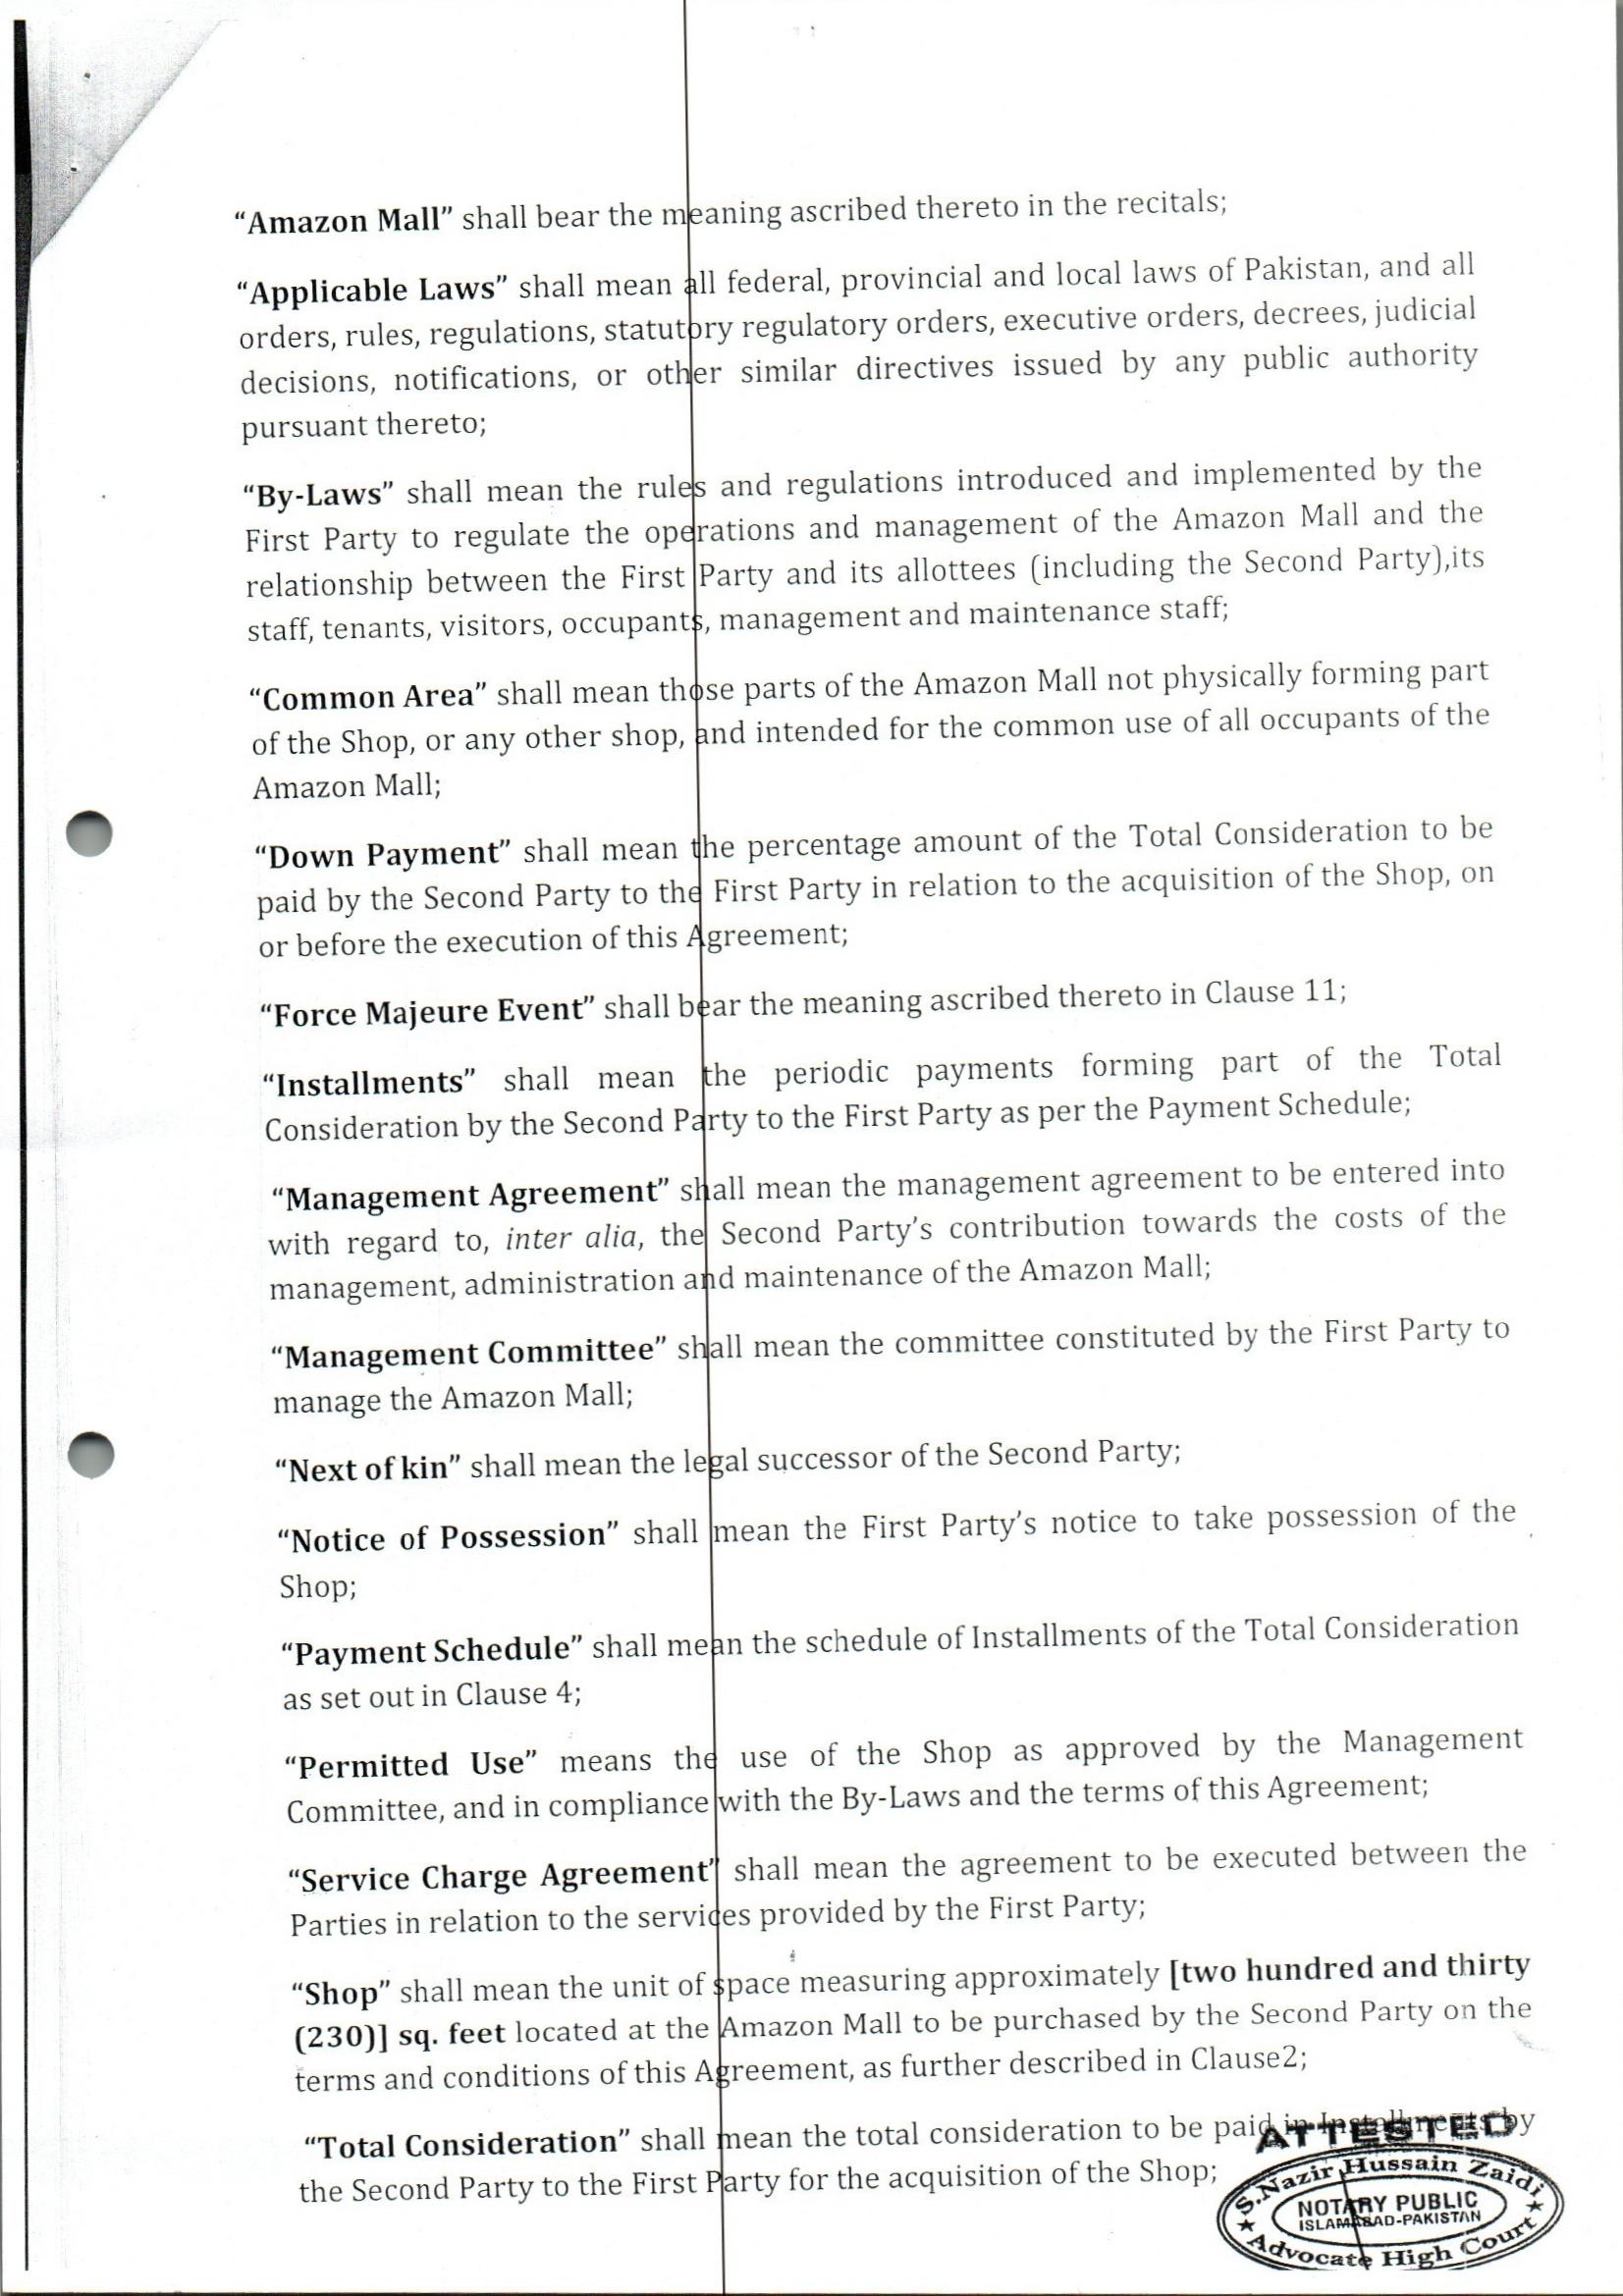 “Amazon Mall” shall bear the meaning ascribed thereto in the recitals;
“Applicable Laws” shall mean all federal, provincial and local laws of Pakistan, and all
orders, rules, regulations, statutory regulatory orders, executive orders, decrees, judicial
decisions, notifications, or other similar directives issued by any public authority
pursuant thereto;
“By-Laws” shall mean the rules and regulations introduced and implemented by the
First Party to regulate the operations and management of the Amazon Mall and the
relationship between the First Party and its allottees (including the Second Party),its
staff, tenants, visitors, occupants, management and maintenance staff;
“Common Area” shall mean those parts of the Amazon Mall not physically forming part
of the Shop, or any other shop, and intended for the common use of all occupants of the
Amazon Mall;
“Down Payment” shall mean the percentage amount of the Total Consideration to be
paid by the Second Party to the First Party in relation to the acquisition of the Shop, on
or before the execution of this Agreement;
“Force Majeure Event” shall bear the meaning ascribed thereto in Clause 11;
“Installments” shall mean the periodic payments forming part of the Total
Consideration by the Second Party to the First Party as per the Payment Schedule;
“Management Agreement” shall mean the management agreement to be entered into
with regard to, inter alia, the Second Party’s contribution towards the costs of the
management, administration and maintenance of the Amazon Mall;
“Management Committee” shall mean the committee constituted by the First Party to
manage the Amazon Mall;
“Next of kin” shall mean the legal successor of the Second Party;
“Notice of Possession” shall mean the First Party’s notice to take possession of the
Shop;
“Payment Schedule” shall mean the schedule of Installments of the Total Consideration
as set out in Clause 4;
“Permitted Use” means the use of the Shop as approved by the Management
Committee, and in compliance with the By-Laws and the terms of this Agreement;
“Service Charge Agreement” shall mean the agreement to be executed between the
Parties in relation to the services provided by the First Party;
“Shop” shall mean the unit of space measuring approximately [two hundred and thirty
(230)] sq. feet located at the Amazon Mall to be purchased by the Second Party on the
terms and conditions of this Agreement, as further described in Clause2;
“Total Consideration” shall mean the total consideration to be paid in Installments by
the Second Party to the First Party for the acquisition of the Shop;
ATTESTED
S.Nazir Hussain Zaidi
NOTARY PUBLIC
ISLAMABAD-PAKISTAN
Advocate High Court